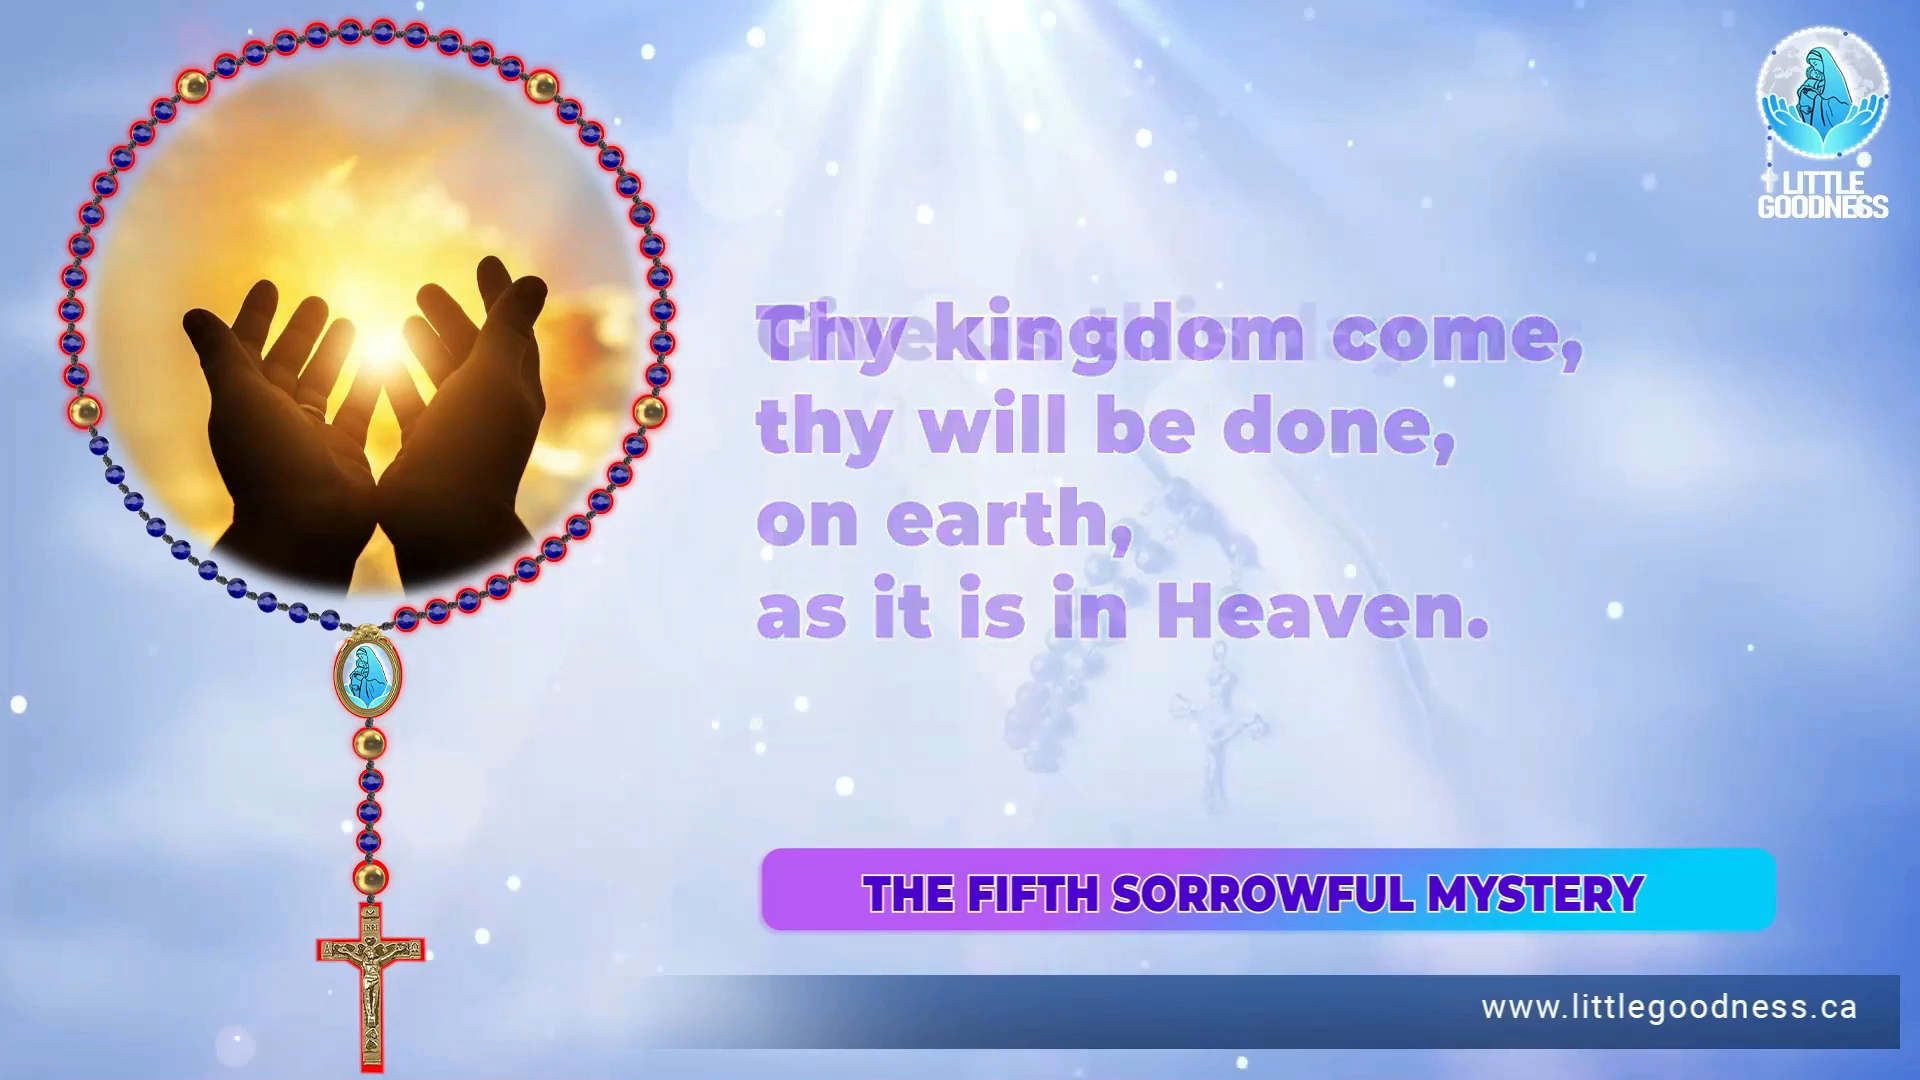 LITTLE
GOODNESS
Thy kingdom come,
thy will be done,
on earth,
as it is in Heaven.
INRI
THE FIFTH SORROWFUL MYSTERY
www.littlegoodness.ca